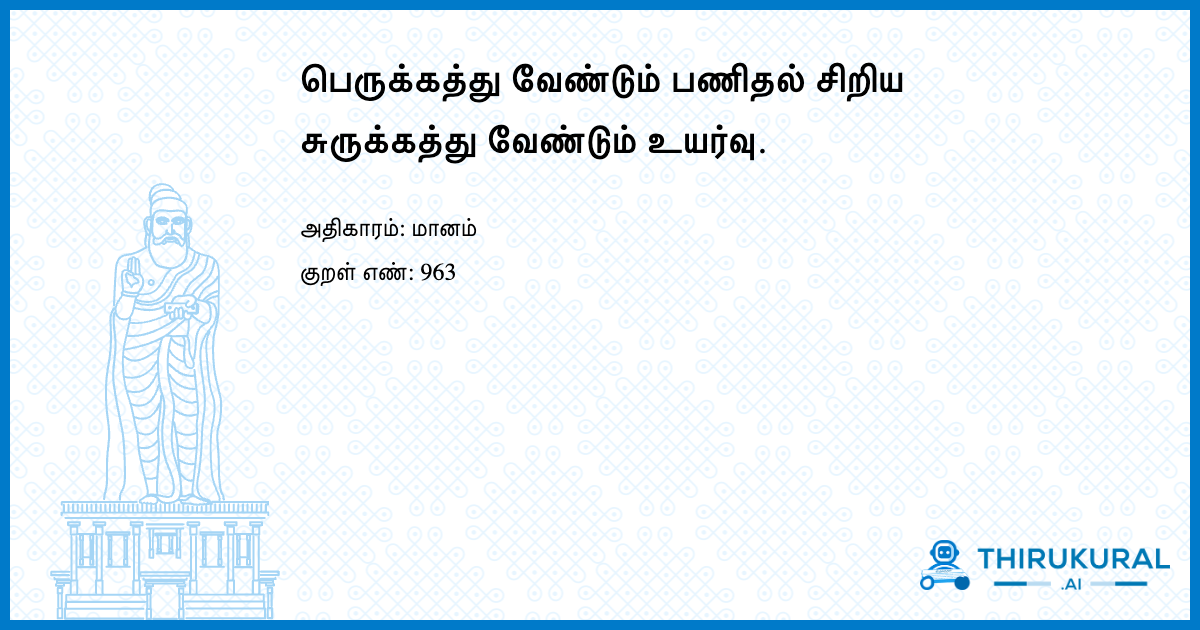 பெருக்கத்து வேண்டும் பணிதல் சிறிய
சுருக்கத்து வேண்டும் உயர்வு.
அதிகாரம்: மானம்
குறள் எண்: 963
THIRUKURAL
.AI